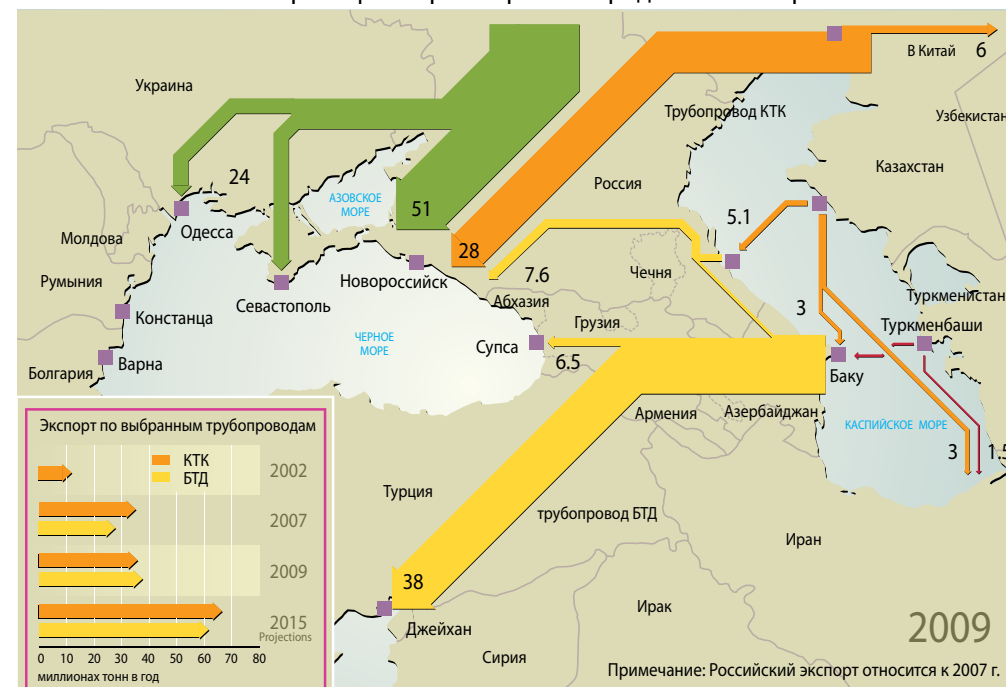 В Китай 6
Украина
Трубопровод КТК
Узбекистан
Казахстан
24
Россия
АЗОВСКОЕ
МОРЕ
51
5.1
Одесса
Молдова
28
Чечня
Румыния
7.6
Новороссийск
Севастополь
Абхазия
Туркменистан
Констанца
3
Грузия
Туркменбаши
ЧЕРНОЕ
МОРЕ
Супса
6.5
Варна
Болгария
Баку
Армения
Азербайджан
КАСПИЙСКОЕ МОРЕ
3
1.5
Турция
трубопровод БТД
Иран
38
Джейхан
Ирак
Сирия
2009
Примечание: Российский экспорт относится к 2007 г.
Экспорт по выбранным трубопроводам
КТК
БТД
2002
2007
2009
2015
Projections
0 10 20 30 40 50 60 70 80
миллионах тонн в год